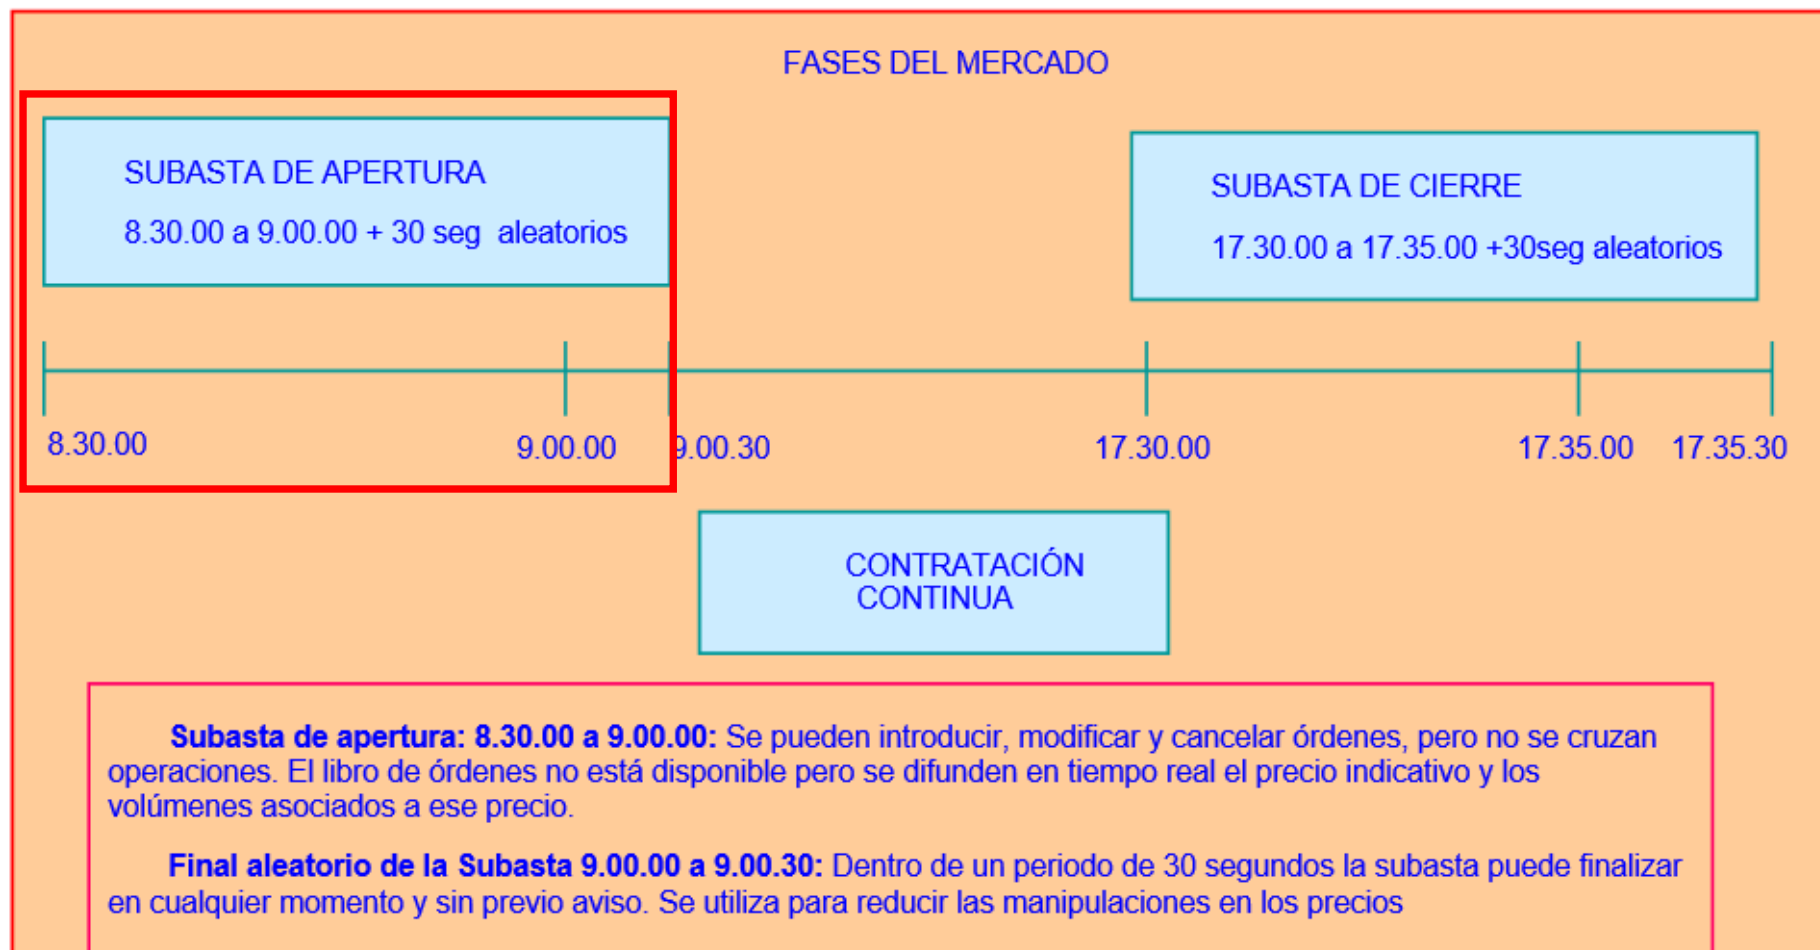 FASES DEL MERCADO
SUBASTA DE APERTURA
8.30.00 a 9.00.00 + 30 seg aleatorios
SUBASTA DE CIERRE
17.30.00 a 17.35.00 +30seg aleatorios
8.30.00
9.00.00
9.00.30
17.30.00
17.35.00
17.35.30
CONTRATACIÓN
CONTINUA
Subasta de apertura: 8.30.00 a 9.00.00: Se pueden introducir, modificar y cancelar órdenes, pero no se cruzan
operaciones. El libro de órdenes no está disponible pero se difunden en tiempo real el precio indicativo y los
volúmenes asociados a ese precio.
Final aleatorio de la Subasta 9.00.00 a 9.00.30: Dentro de un periodo de 30 segundos la subasta puede finalizar
en cualquier momento y sin previo aviso. Se utiliza para reducir las manipulaciones en los precios